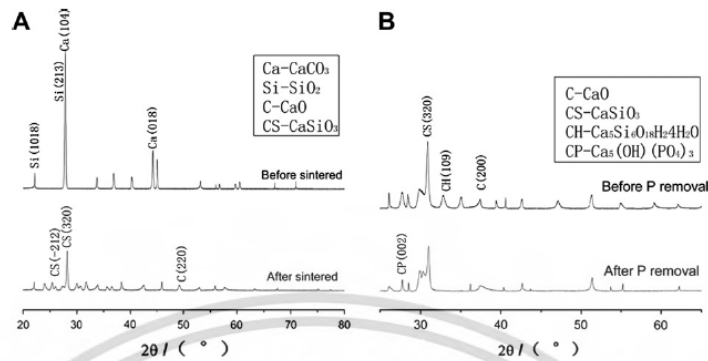 A
Si(1018)
Si(213)
Ca(104)
Ca(018)
Ca-CaCO₃
Si-SiO₂
C-CaO
CS-CaSiO₃
Before sintered
CS(-212)
CS(320)
C(220)
After sintered
20 30 40 50 60 70 80
2θ/(°)
B
CS(320)
CH(109)
C(200)
C-CaO
CS-CaSiO₃
CH-Ca₅Si₆O₁₈H₂4H₂O
CP-Ca₅(OH)(PO₄)₃
Before P removal
CP(002)
After P removal
30 40 50 60
2θ/(°)